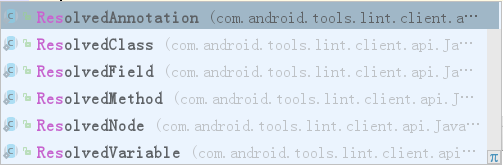 ResolvedAnnotation (com.android.tools.lint.client.a…
ResolvedClass (com.android.tools.lint.client.api.Ja…
ResolvedField (com.android.tools.lint.client.api.Ja…
ResolvedMethod (com.android.tools.lint.client.api.J…
ResolvedNode (com.android.tools.lint.client.api.Java…
ResolvedVariable (com.android.tools.lint.client.api…
π